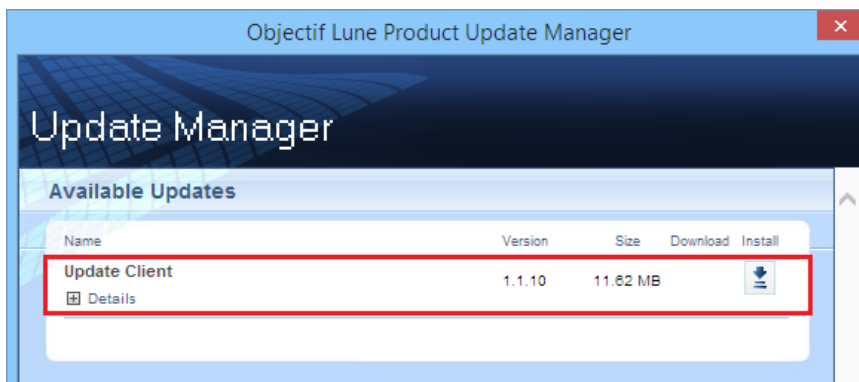 Objectif Lune Product Update Manager
Update Manager
Available Updates
Name Version Size Download Install
Update Client 1.1.10 11.62 MB
Details